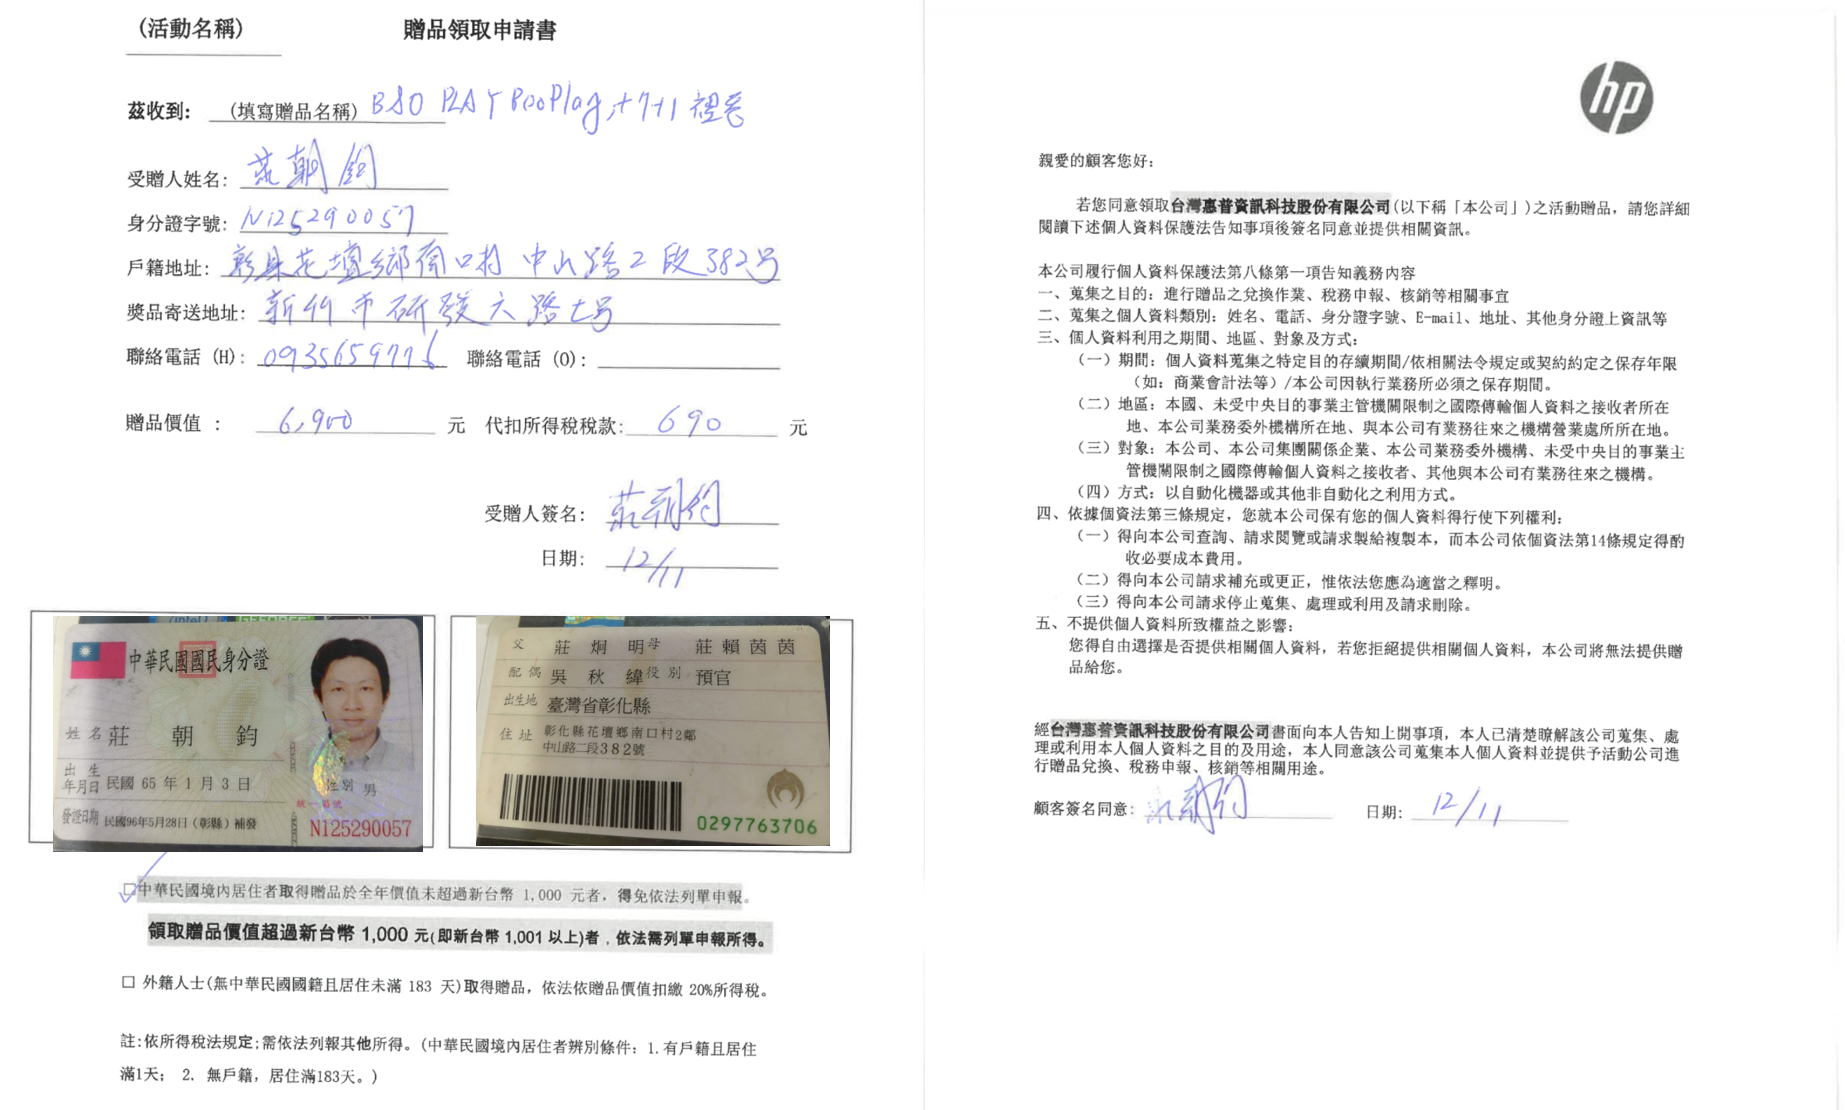 (活動名稱)
贈品領取申請書
茲收到: (填寫贈品名稱) B&O PLAY BeoPlay, +7+1 禮卷
受贈人姓名: 莊朝鈞
身分證字號: N125290057
戶籍地址: 彰縣花壇鄉南口村中山路2段382号
獎品寄送地址: 新竹市研發六路七号
聯絡電話 (H): 0935659776 聯絡電話 (O):
贈品價值 : 6,900 元 代扣所得稅稅款: 690 元
受贈人簽名: 莊朝鈞
日期: 12/11
中華民國國民身分證
姓名 莊 朝 鈞
出生年月日 民國 65 年 1 月 3 日
性別 男
發證日期 民國96年5月28日 (彰縣) 補發
統一編號
N125290057
父 莊 炯 明 母 莊 賴 茵 茵
配偶 吳 秋 緯 役別 預官
出生地 臺灣省彰化縣
住址 彰化縣花壇鄉南口村2鄰
中山路二段382號
0297763706
☑中華民國境內居住者取得贈品於全年價值未超過新台幣 1,000 元者，得免依法列單申報。
領取贈品價值超過新台幣 1,000 元(即新台幣 1,001 以上)者，依法需列單申報所得。
☐ 外籍人士(無中華民國國籍且居住未滿 183 天)取得贈品，依法依贈品價值扣繳 20%所得稅。
註:依所得稅法規定;需依法列報其他所得。(中華民國境內居住者辨別條件: 1.有戶籍且居住
滿1天; 2. 無戶籍，居住滿183天。)
hp
親愛的顧客您好:
若您同意領取台灣惠普資訊科技股份有限公司(以下稱「本公司」)之活動贈品，請您詳細
閱讀下述個人資料保護法告知事項後簽名同意並提供相關資訊。
本公司履行個人資料保護法第八條第一項告知義務內容
一、蒐集之目的: 進行贈品之兌換作業、稅務申報、核銷等相關事宜
二、蒐集之個人資料類別: 姓名、電話、身分證字號、E-mail、地址、其他身分證上資訊等
三、個人資料利用之期間、地區、對象及方式:
(一) 期間: 個人資料蒐集之特定目的存續期間/依相關法令規定或契約約定之保存年限
(如: 商業會計法等) /本公司因執行業務所必須之保存期間。
(二) 地區: 本國、未受中央目的事業主管機關限制之國際傳輸個人資料之接收者所在
地、本公司業務委外機構所在地、與本公司有業務往來之機構營業處所所在地。
(三) 對象: 本公司、本公司集團關係企業、本公司業務委外機構、未受中央目的事業主
管機關限制之國際傳輸個人資料之接收者、其他與本公司有業務往來之機構。
(四) 方式: 以自動化機器或其他非自動化之利用方式。
四、依據個資法第三條規定，您就本公司保有您的個人資料得行使下列權利:
(一) 得向本公司查詢、請求閱覽或請求製給複製本，而本公司依個資法第14條規定得酌
收必要成本費用。
(二) 得向本公司請求補充或更正，惟依法您應為適當之釋明。
(三) 得向本公司請求停止蒐集、處理或利用及請求刪除。
五、不提供個人資料所致權益之影響:
您得自由選擇是否提供相關個人資料，若您拒絕提供相關個人資料，本公司將無法提供贈
品給您。
經台灣惠普資訊科技股份有限公司書面向本人告知上開事項，本人已清楚瞭解該公司蒐集、處
理或利用本人個人資料之目的及用途，本人同意該公司蒐集本人個人資料並提供予活動公司進
行贈品兌換、稅務申報、核銷等相關用途。
顧客簽名同意: 莊朝鈞 日期: 12/11